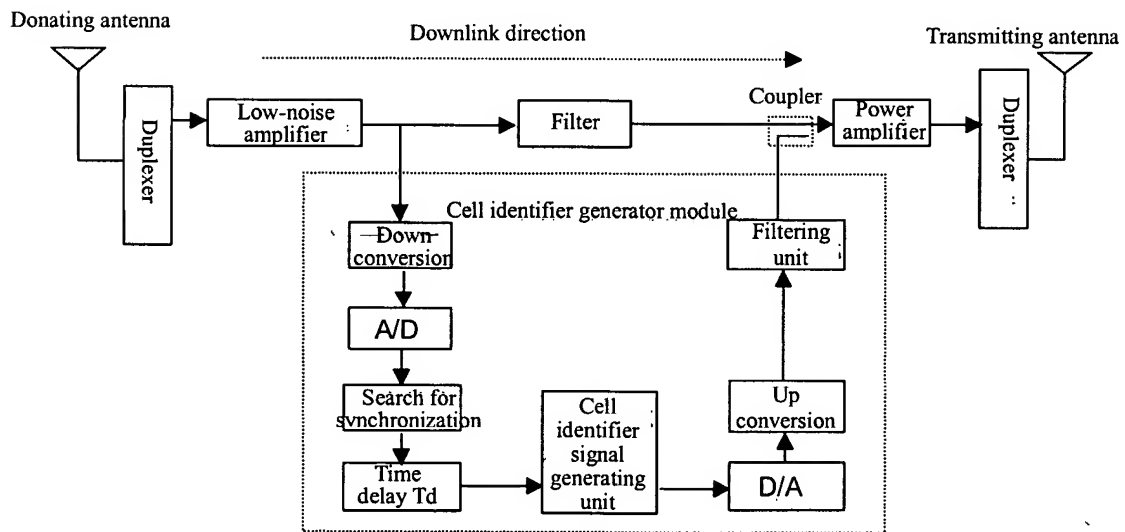 Donating antenna
Downlink direction
Transmitting antenna
Duplexer
Low-noise
amplifier
Filter
Coupler
Power
amplifier
Duplexer
Cell identifier generator module
Down
conversion
A/D
Search for
synchronization
Time
delay Td
Cell
identifier
signal
generating
unit
D/A
Up
conversion
Filtering
unit